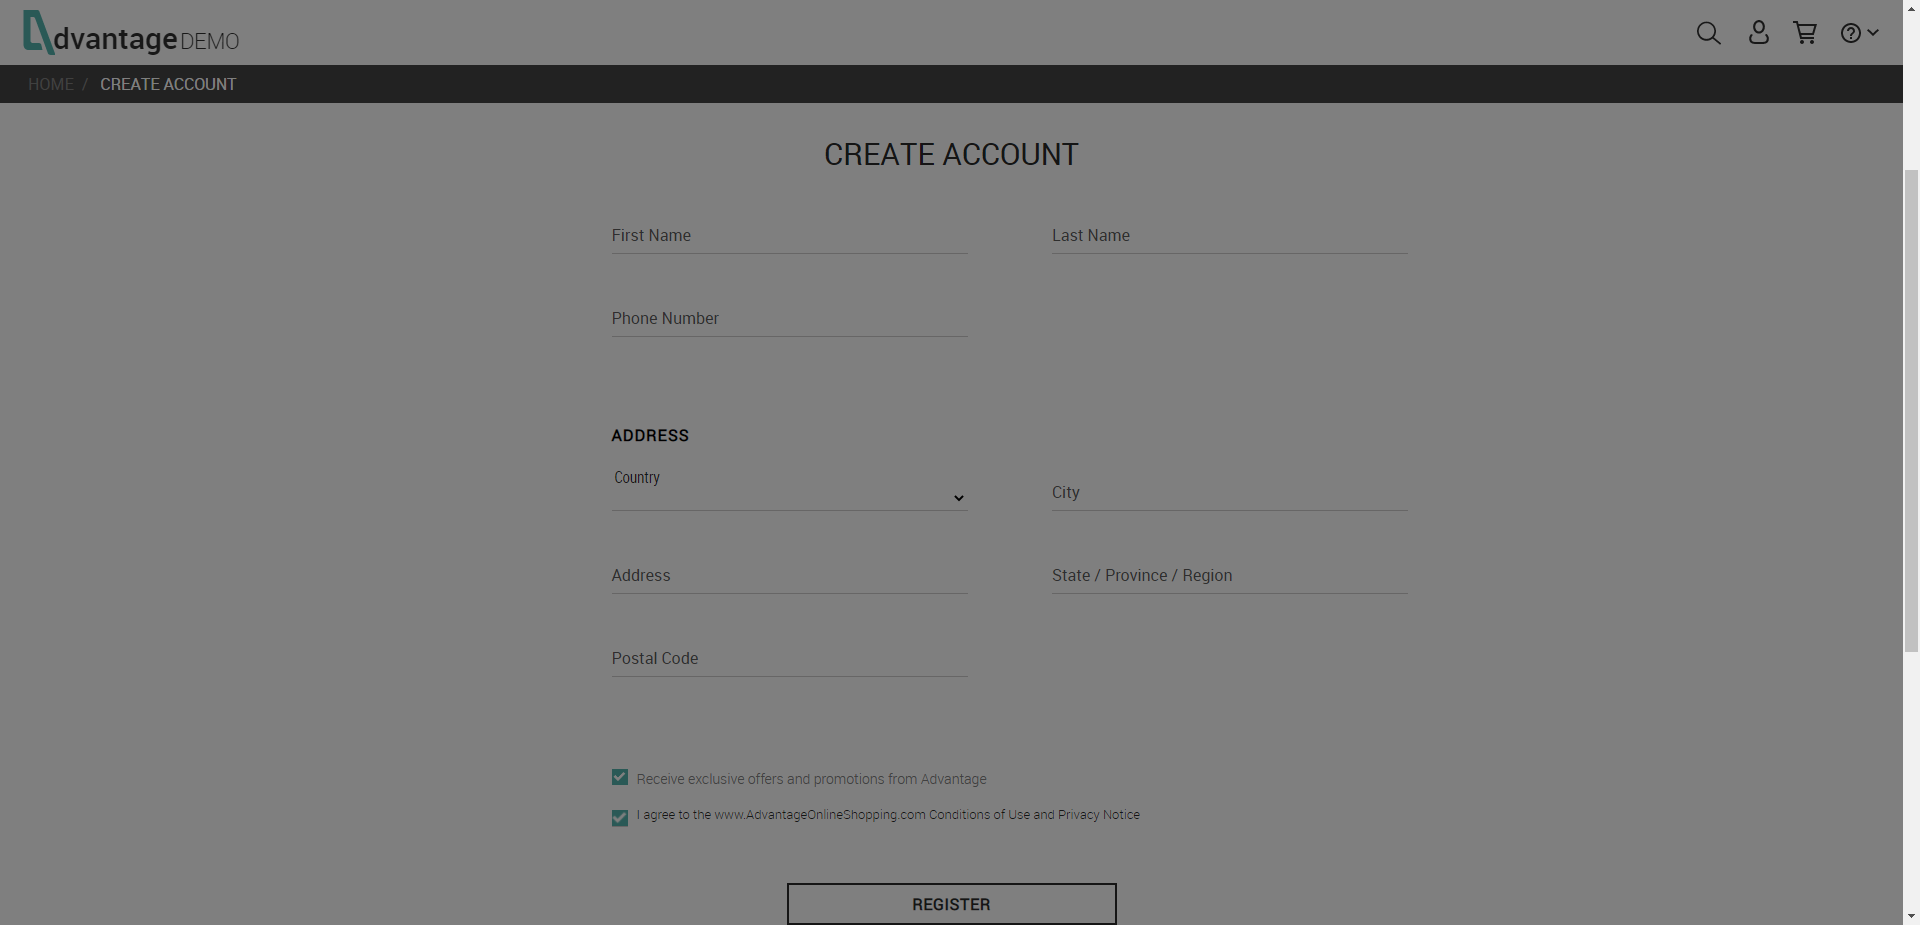 dvantage DEMO
HOME / CREATE ACCOUNT
CREATE ACCOUNT
First Name
Last Name
Phone Number
ADDRESS
Country
City
Address
State / Province / Region
Postal Code
Receive exclusive offers and promotions from Advantage
I agree to the www.AdvantageOnlineShopping.com Conditions of Use and Privacy Notice
REGISTER